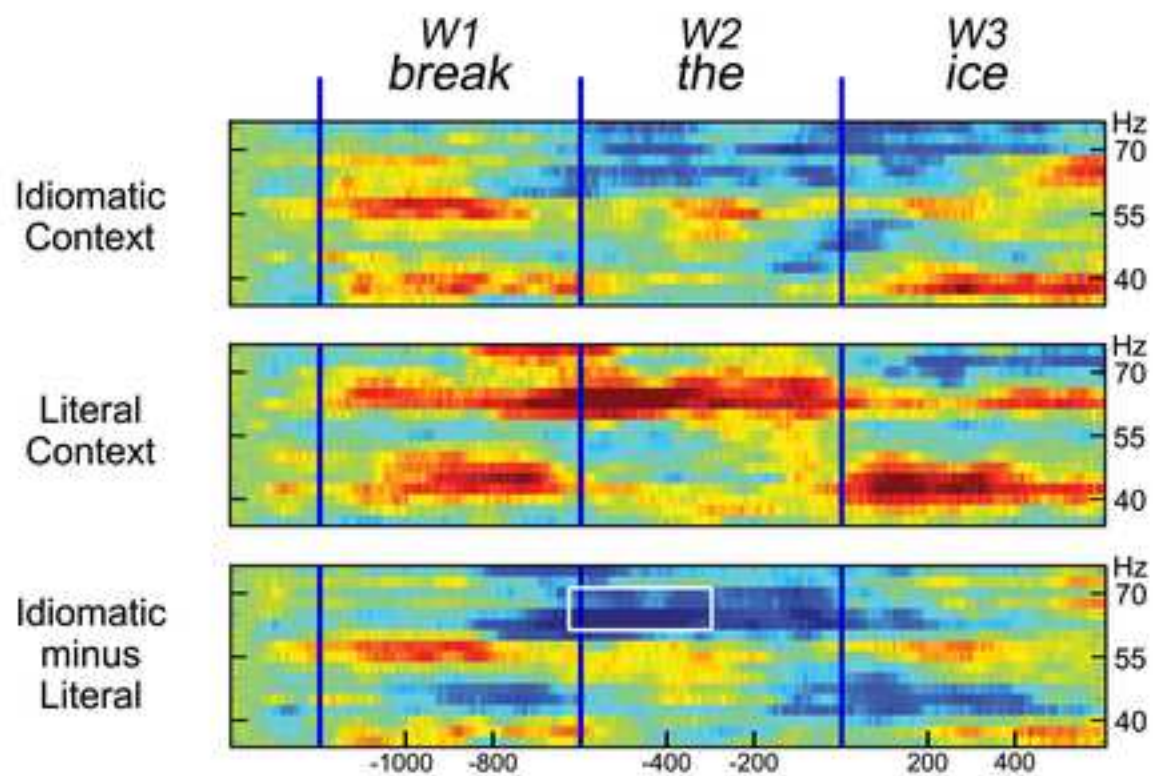 W1 W2 W3
break the ice
Idiomatic
Context
Hz
70
55
40
Literal
Context
Hz
70
55
40
Idiomatic
minus
Literal
Hz
70
55
40
-1000 -800 -400 -200 200 400